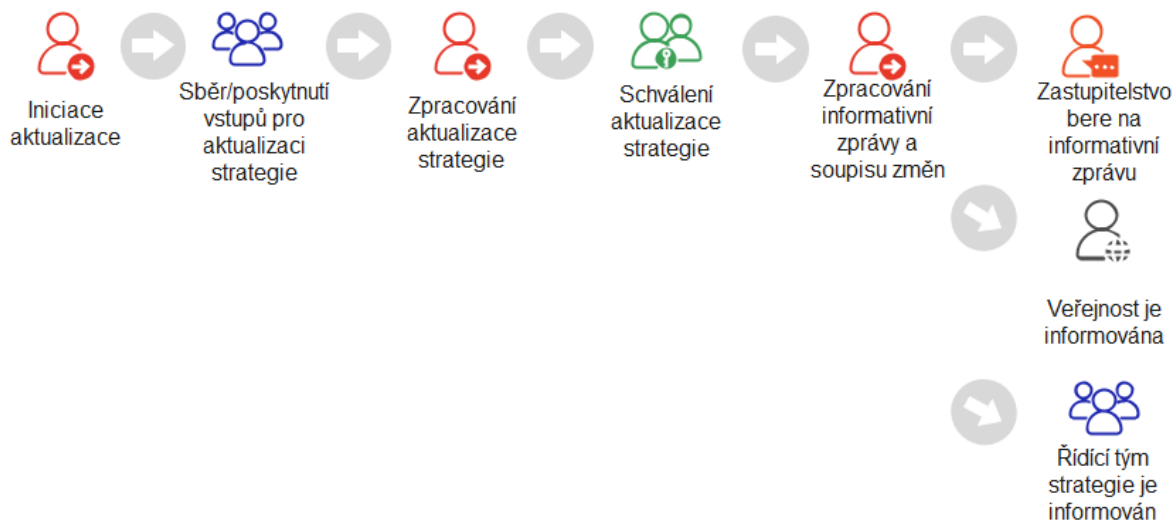 Iniciace
aktualizace
Sběr/poskytnutí
vstupů pro
aktualizaci
strategie
Zpracování
aktualizace
strategie
Schválení
aktualizace
strategie
Zpracování
informativní
zprávy a
soupisu změn
Zastupitelstvo
bere na
informativní
zprávu
Veřejnost je
informována
Řídící tým
strategie je
informován